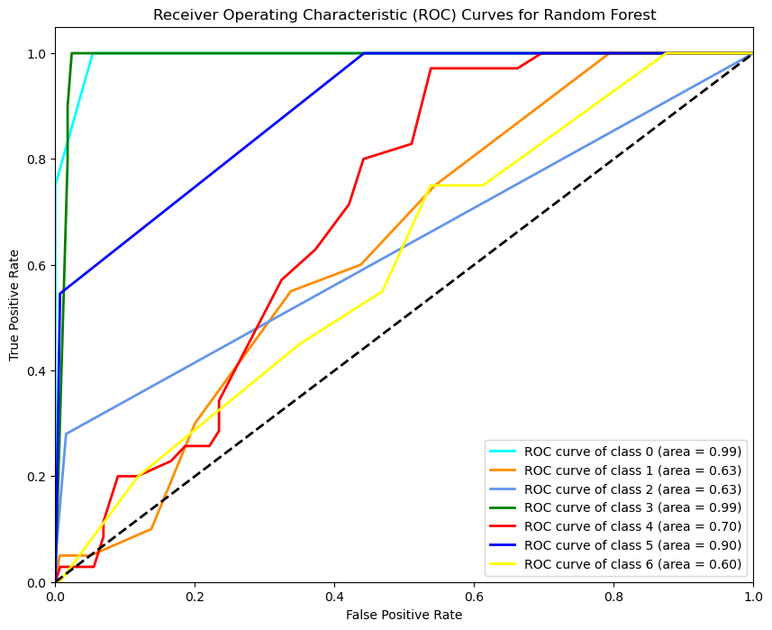 Receiver Operating Characteristic (ROC) Curves for Random Forest
1.0
0.8
0.6
0.4
0.2
0.0
True Positive Rate
ROC curve of class 0 (area = 0.99)
ROC curve of class 1 (area = 0.63)
ROC curve of class 2 (area = 0.63)
ROC curve of class 3 (area = 0.99)
ROC curve of class 4 (area = 0.70)
ROC curve of class 5 (area = 0.90)
ROC curve of class 6 (area = 0.60)
0.0 0.2 0.4 0.6 0.8 1.0
False Positive Rate